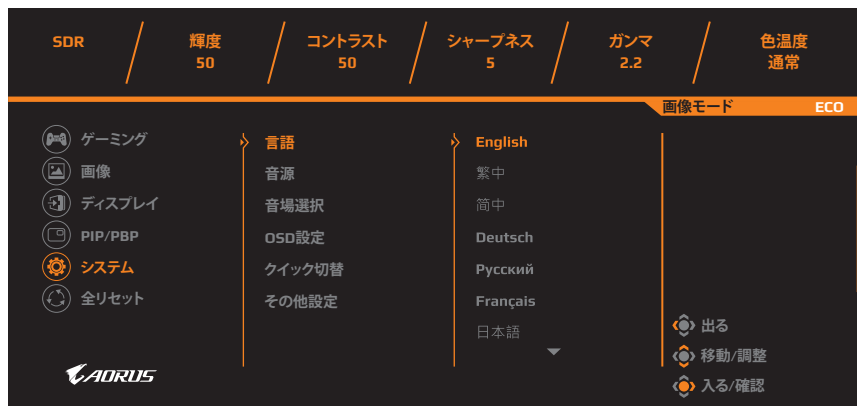 SDR
輝度
50
コントラスト
50
シャープネス
5
ガンマ
2.2
色温度
通常
画像モード ECO
ゲーミング
画像
ディスプレイ
PIP/PBP
システム
全リセット
言語
音源
音場選択
OSD設定
クイック切替
その他設定
English
繁中
简中
Deutsch
Русский
Français
日本語
出る
移動/調整
入る/確認
AORUS